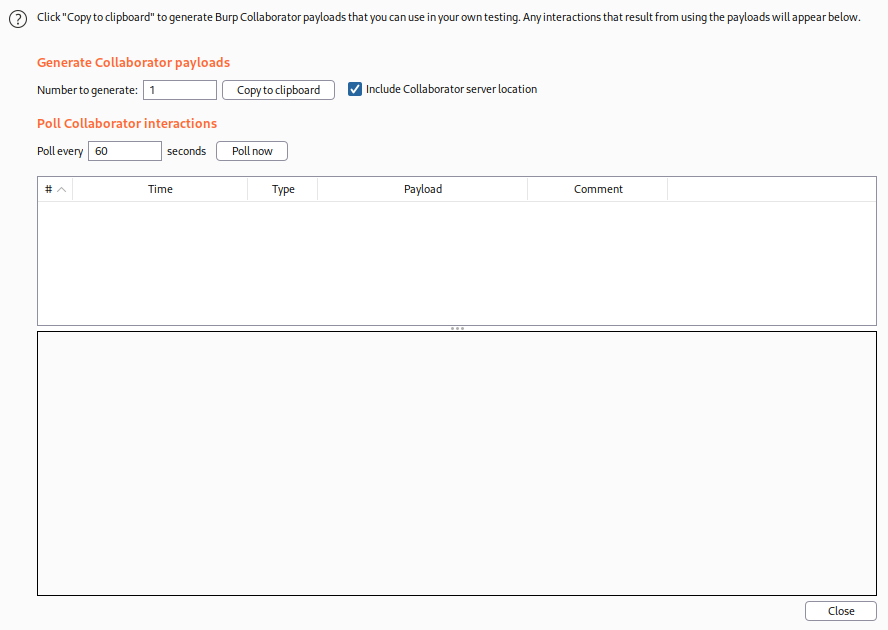 ? Click "Copy to clipboard" to generate Burp Collaborator payloads that you can use in your own testing. Any interactions that result from using the payloads will appear below.
Generate Collaborator payloads
Number to generate: 1 Copy to clipboard Include Collaborator server location
Poll Collaborator interactions
Poll every 60 seconds Poll now
# Time Type Payload Comment
Close